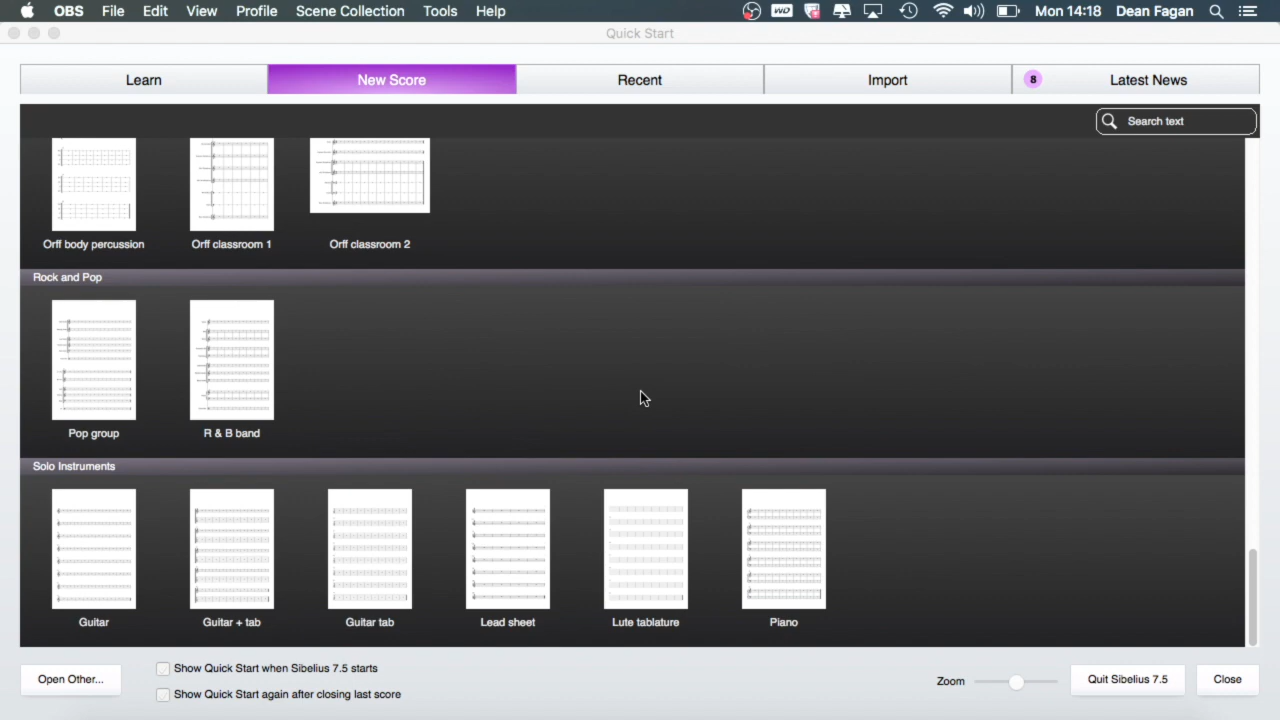 OBS File Edit View Profile Scene Collection Tools Help Mon 14:18 Dean Fagan
Quick Start
Learn New Score Recent Import 8 Latest News
Search text
Orff body percussion Orff classroom 1 Orff classroom 2
Rock and Pop
Pop group R & B band
Solo Instruments
Guitar Guitar + tab Guitar tab Lead sheet Lute tablature Piano
Open Other... Show Quick Start when Sibelius 7.5 starts Zoom Quit Sibelius 7.5 Close
Show Quick Start again after closing last score